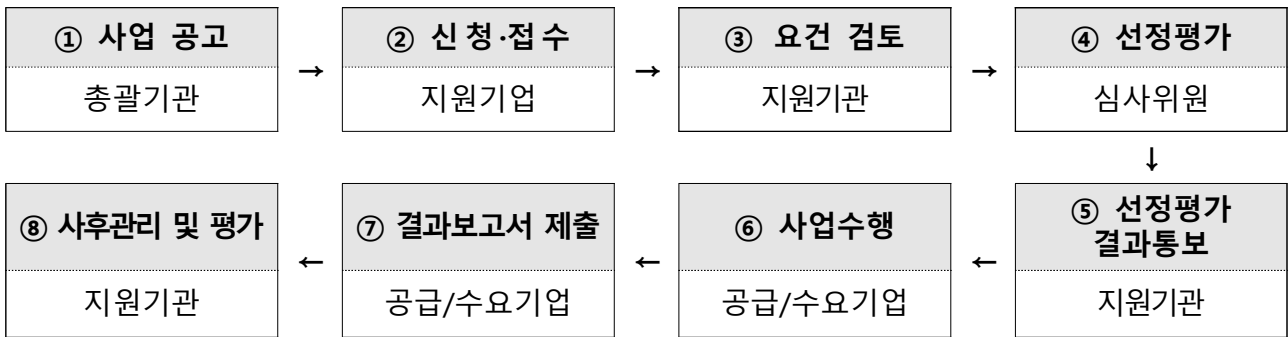 ① 사업 공고
총괄기관
→
② 신청·접수
지원기업
→
③ 요건 검토
지원기관
→
④ 선정평가
심사위원
↓
⑤ 선정평가
결과통보
지원기관
←
⑥ 사업수행
공급/수요기업
←
⑦ 결과보고서 제출
공급/수요기업
←
⑧ 사후관리 및 평가
지원기관